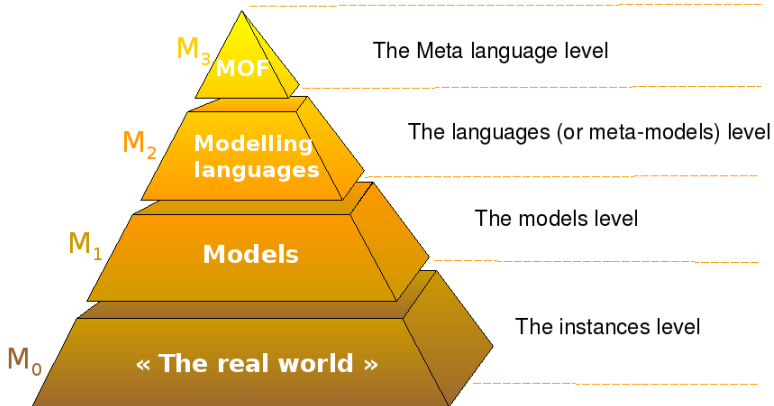 M3
MOF
The Meta language level
M2
Modelling
languages
The languages (or meta-models) level
M1
Models
The models level
M0
« The real world »
The instances level